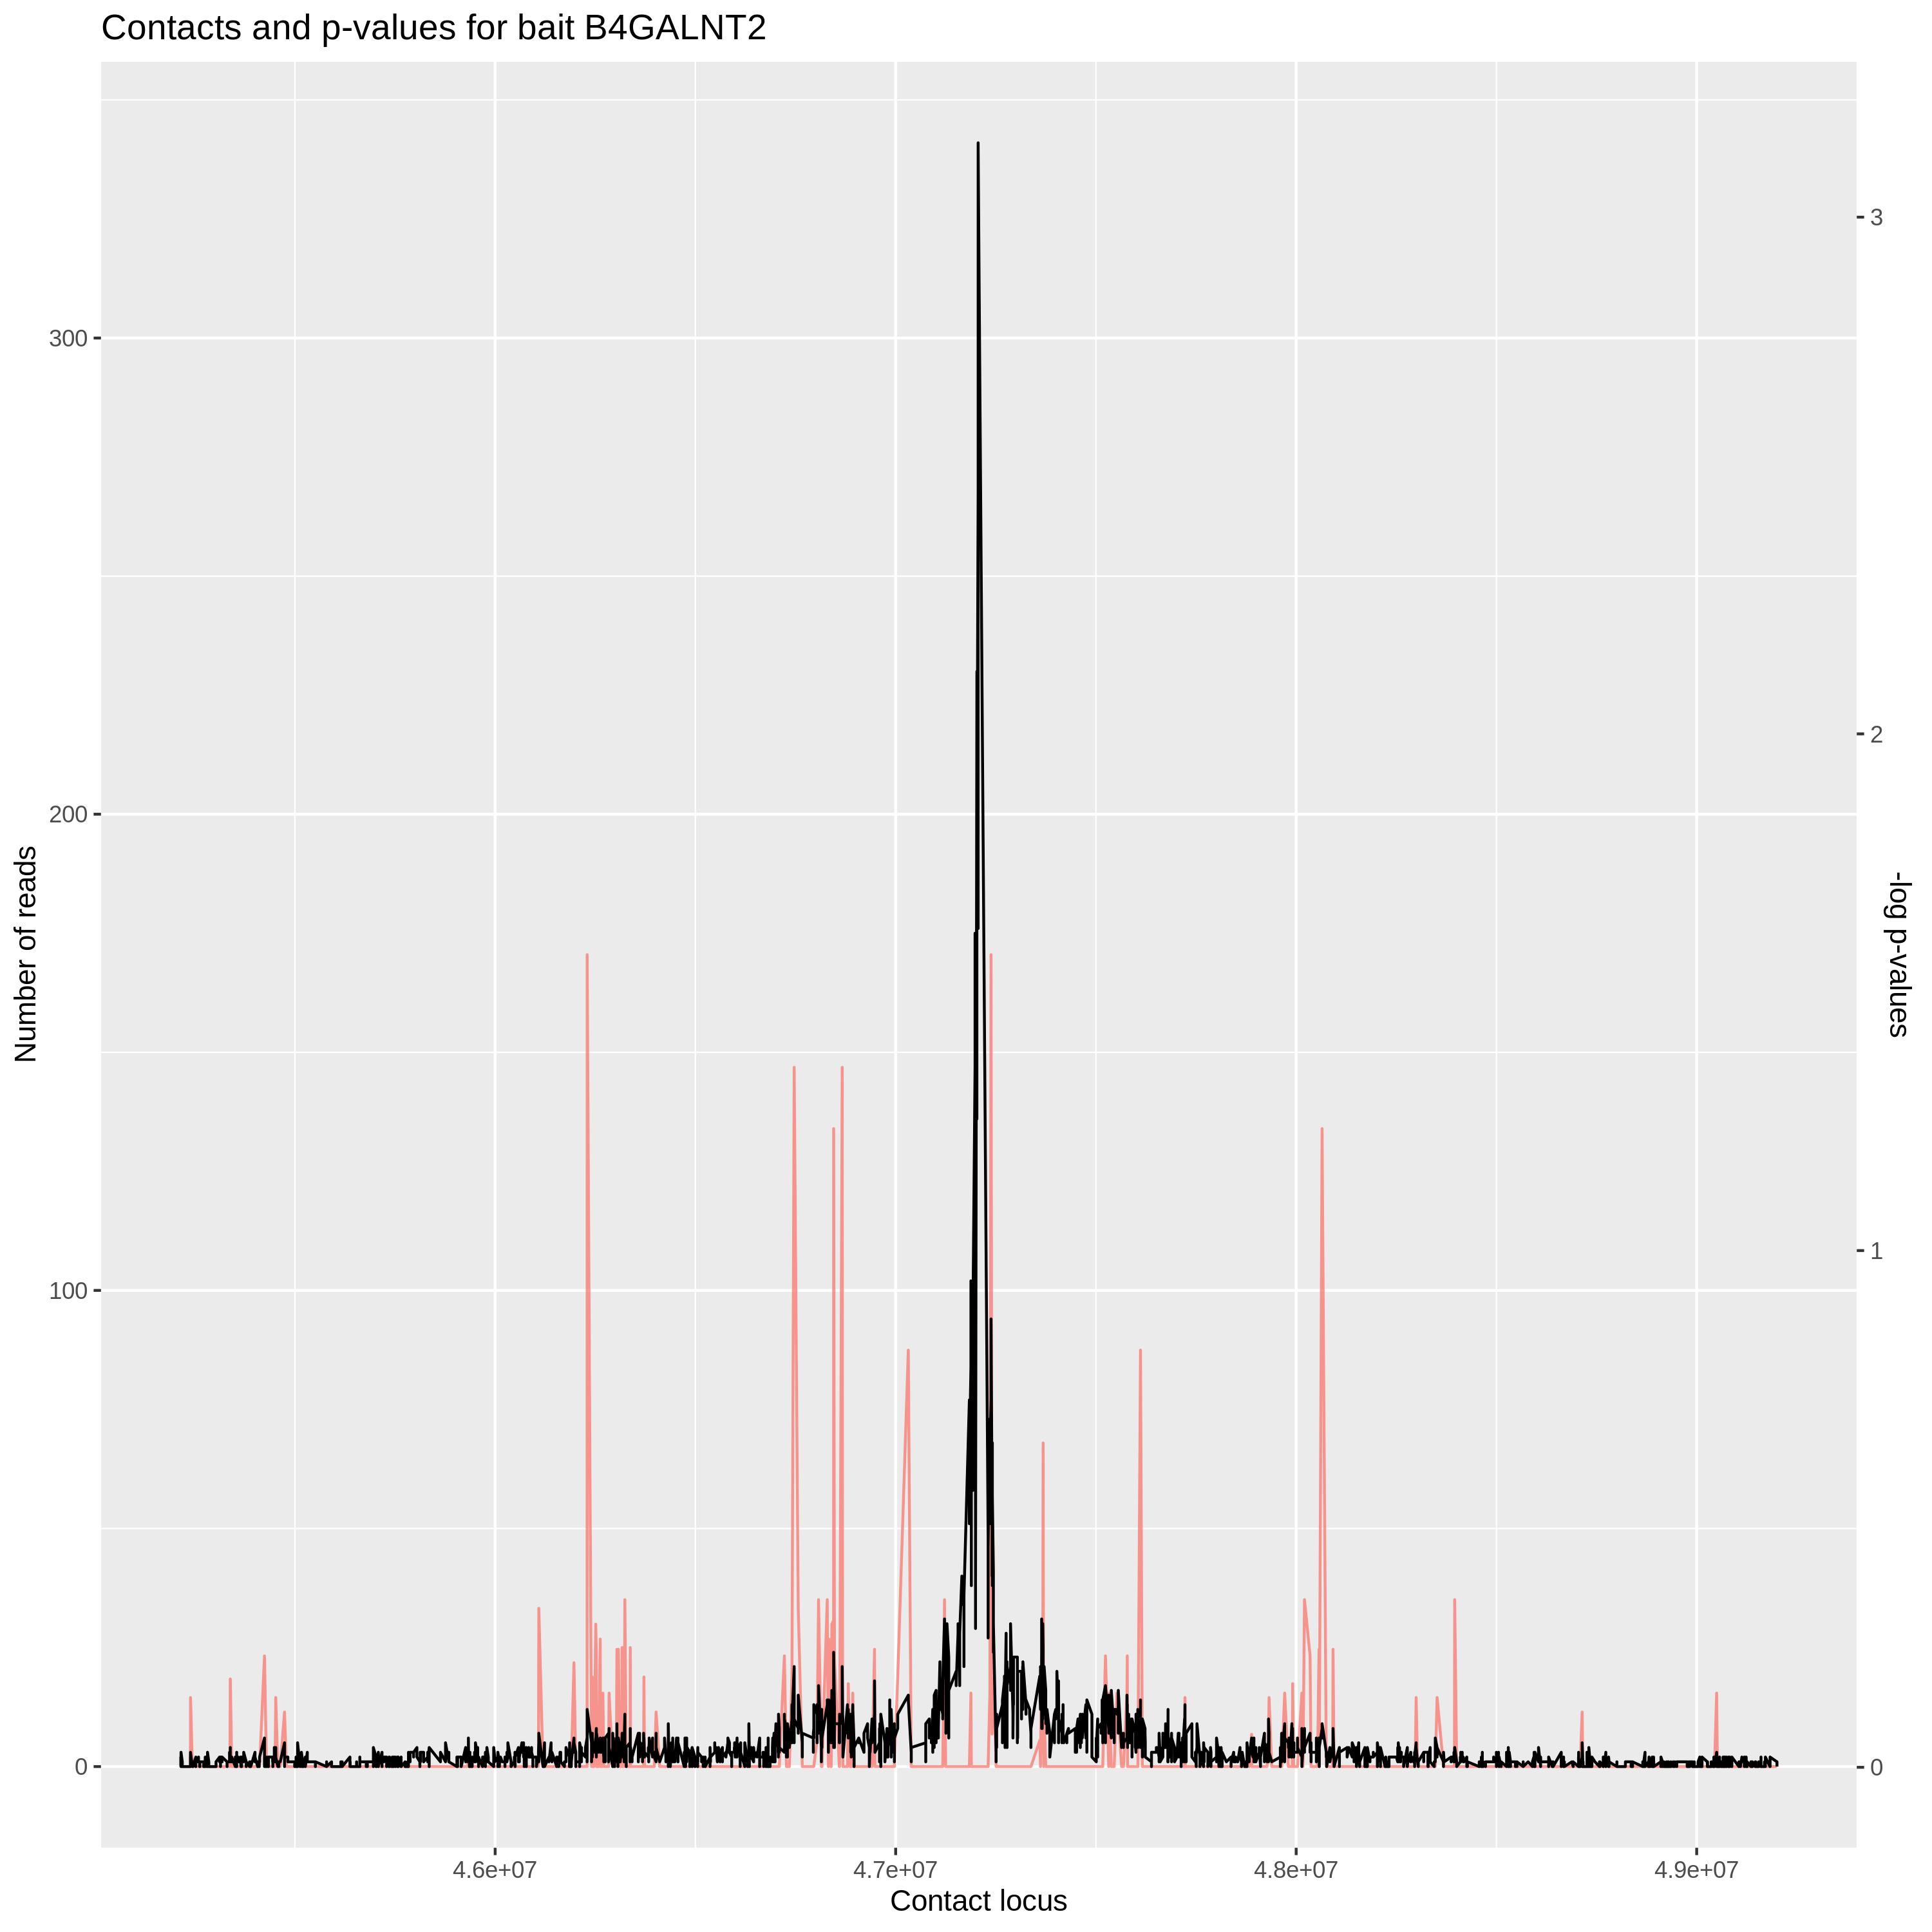 Contacts and p-values for bait B4GALNT2
Number of reads
300
200
100
0
3
2
1
0
-log p-values
4.6e+07
4.7e+07
4.8e+07
4.9e+07
Contact locus